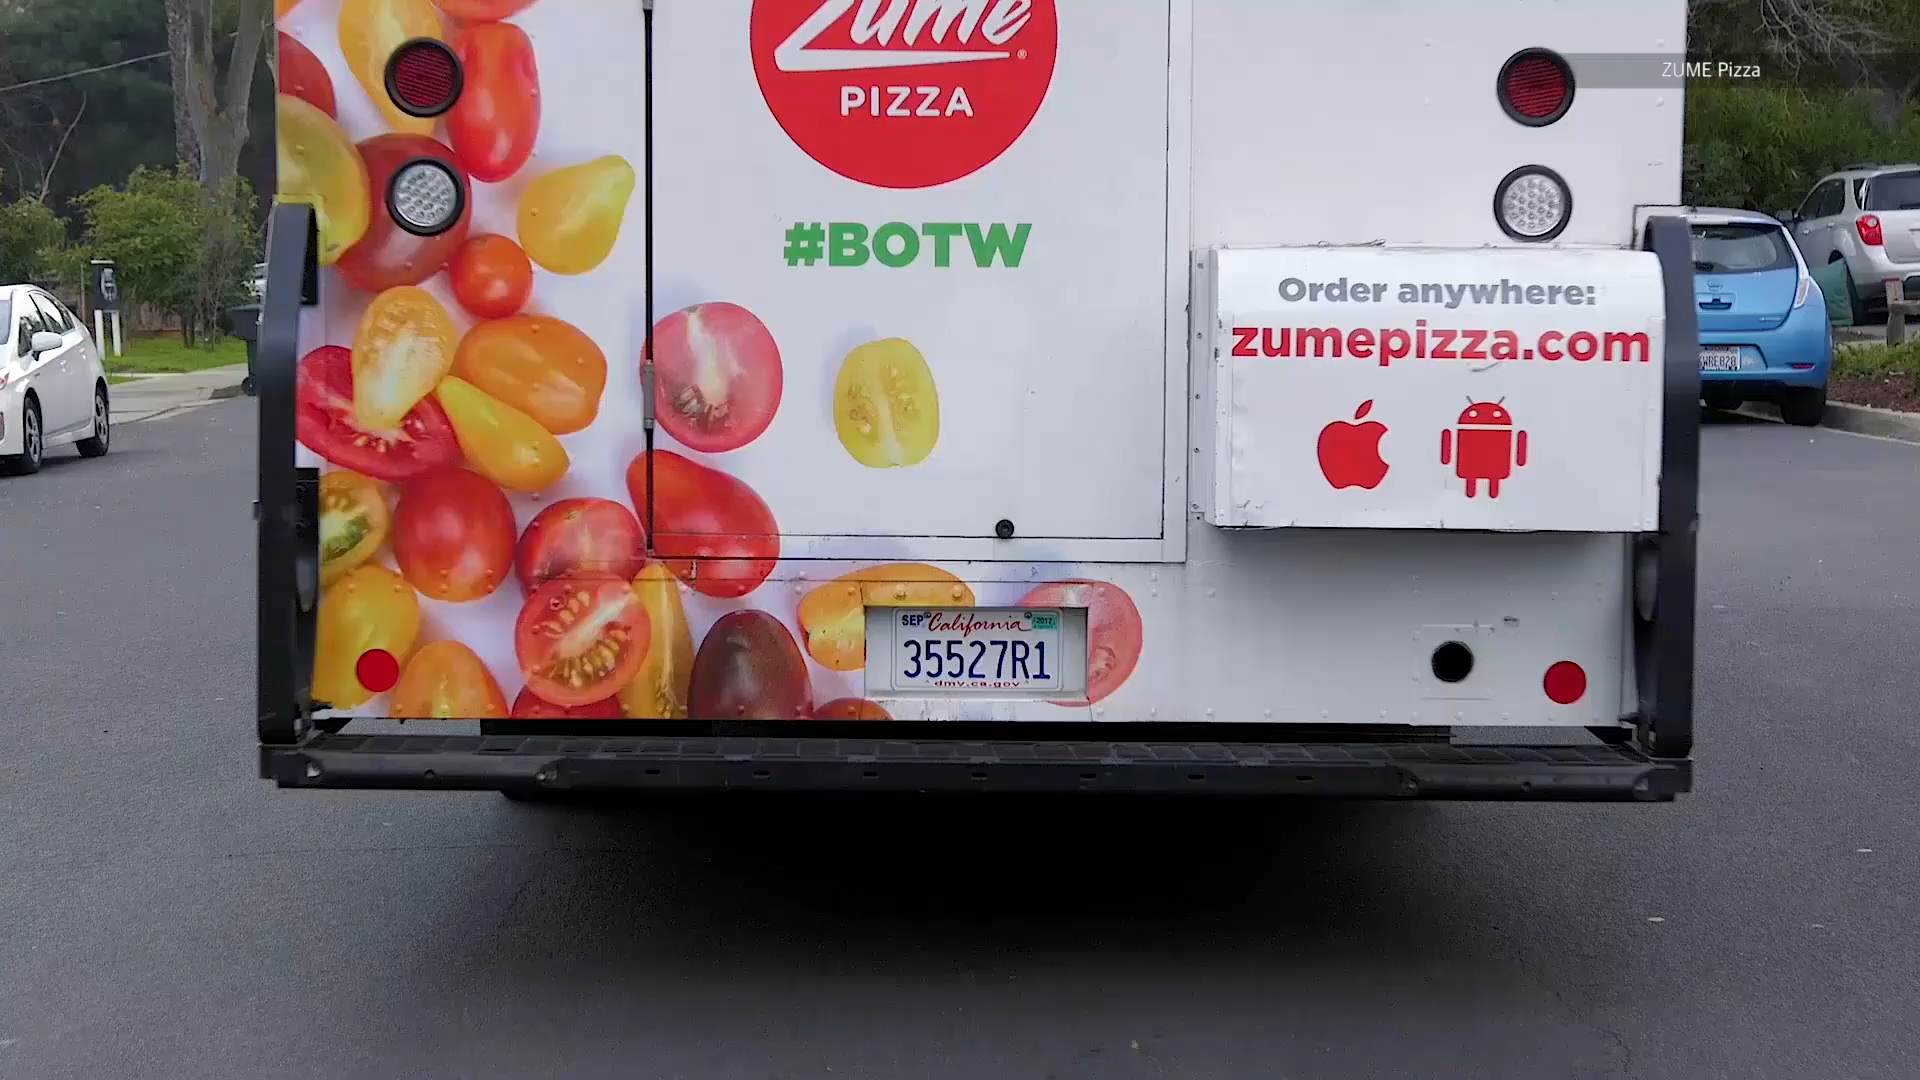 Zume
PIZZA
ZUME Pizza
#BOTW
Order anywhere:
zumepizza.com
SEP California 2017
35527R1
dmv.ca.gov